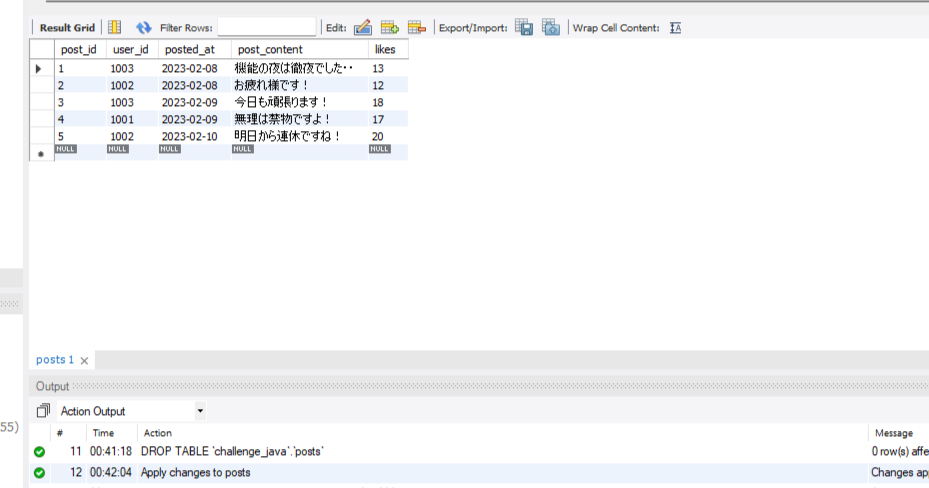 Result Grid Filter Rows: Edit: Export/Import: Wrap Cell Content:
post_id user_id posted_at post_content likes
1 1003 2023-02-08 機能の夜は徹夜でした・・ 13
2 1002 2023-02-08 お疲れ様です！ 12
3 1003 2023-02-09 今日も頑張ります！ 18
4 1001 2023-02-09 無理は禁物ですよ！ 17
5 1002 2023-02-10 明日から連休ですね！ 20
NULL NULL NULL NULL NULL
posts 1
Output
Action Output
55)
# Time Action Message
11 00:41:18 DROP TABLE `challenge_java`.`posts` 0 row(s) affe
12 00:42:04 Apply changes to posts Changes app